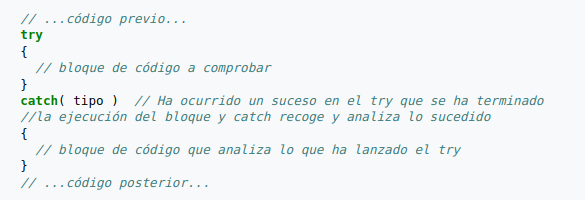 // ...código previo...
try
{
// bloque de código a comprobar
}
catch( tipo ) // Ha ocurrido un suceso en el try que se ha terminado
//la ejecución del bloque y catch recoge y analiza lo sucedido
{
// bloque de código que analiza lo que ha lanzado el try
}
// ...código posterior...